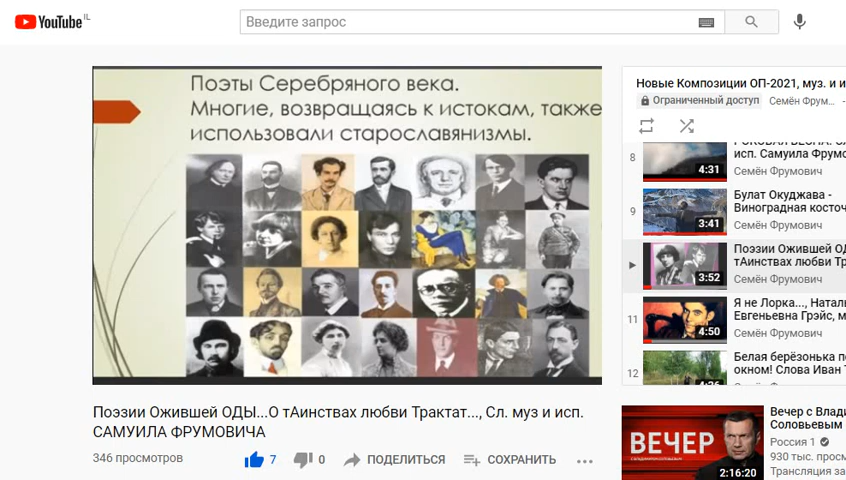 YouTube IL
Введите запрос
Поэты Серебряного века.
Многие, возвращаясь к истокам, также
использовали старославянизмы.
Поэзии Ожившей ОДЫ...О тАинствах любви Трактат..., Сл. муз и исп.
САМУИЛА ФРУМОВИЧА
346 просмотров
7
0
ПОДЕЛИТЬСЯ
СОХРАНИТЬ
Новые Композиции ОП-2021, муз. и и
Ограниченный доступ Семён Фрум... -
8
4:31
исп. Самуила Фрумо
Семён Фрумович
9
3:41
Булат Окуджава -
Виноградная косточ
Семён Фрумович
3:52
Поэзии Ожившей ОД
тАинствах любви Тр
Семён Фрумович
11
4:50
Я не Лорка..., Наталь
Евгеньевна Грэйс, м
Семён Фрумович
12
Белая берёзонька по
окном! Слова Иван Т
ВЕЧЕР
2:16:20
Вечер с Влади
Соловьевым
Россия 1
930 тыс. просм
Трансляция за